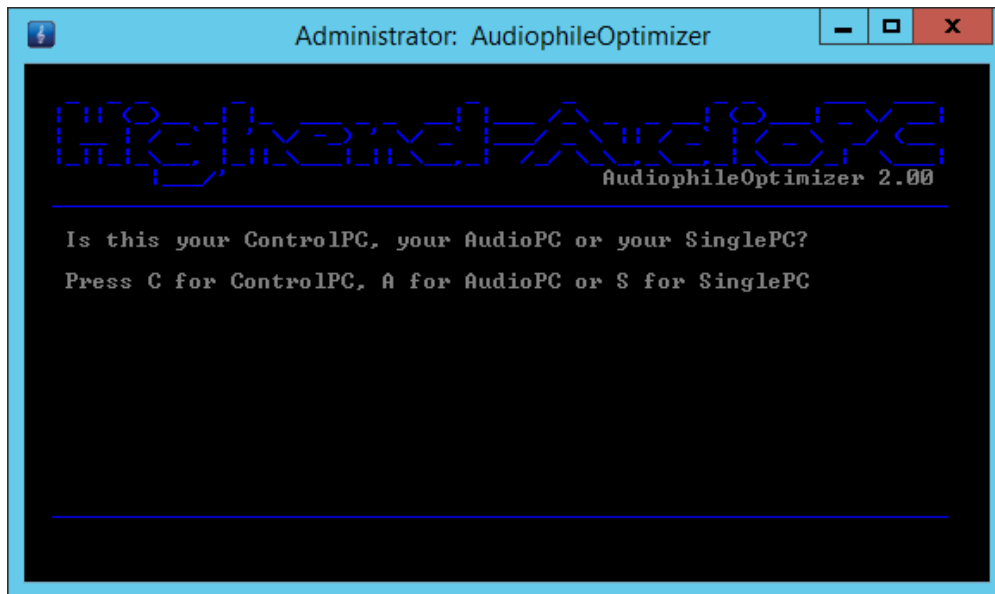 Administrator: AudiophileOptimizer
Highend-AudioPC
AudiophileOptimizer 2.00
Is this your ControlPC, your AudioPC or your SinglePC?
Press C for ControlPC, A for AudioPC or S for SinglePC